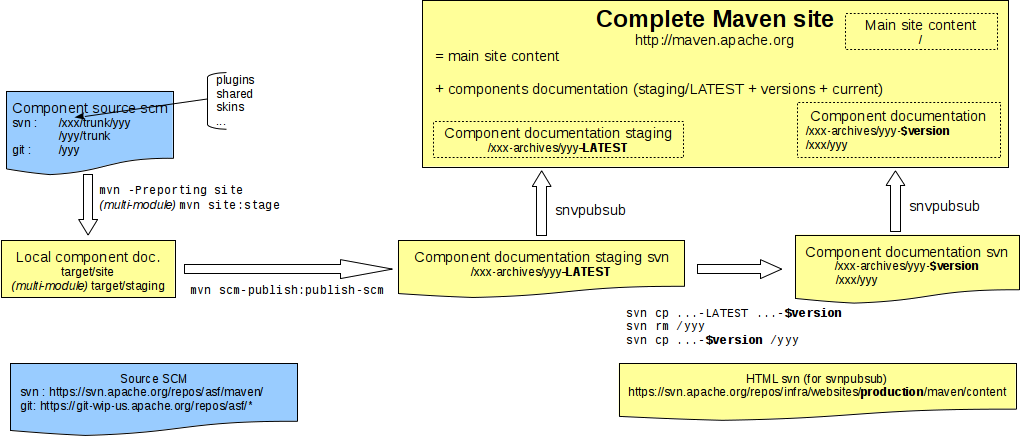 Complete Maven site
http://maven.apache.org
Main site content
/
= main site content
+ components documentation (staging/LATEST + versions + current)
Component documentation staging
/xxx-archives/yyy-LATEST
Component documentation
/xxx-archives/yyy-$version
/xxx/yyy
plugins
shared
skins
...
Component source scm
svn : /xxx/trunk/yyy
/yyy/trunk
git : /yyy
mvn -Preporting site
(multi-module) mvn site:stage
snvpubsub
snvpubsub
Local component doc.
target/site
(multi-module) target/staging
mvn scm-publish:publish-scm
Component documentation staging svn
/xxx-archives/yyy-LATEST
Component documentation svn
/xxx-archives/yyy-$version
/xxx/yyy
svn cp ...-LATEST ...-$version
svn rm /yyy
svn cp ...-$version /yyy
Source SCM
svn : https://svn.apache.org/repos/asf/maven/
git: https://git-wip-us.apache.org/repos/asf/*
HTML svn (for svnpubsub)
https://svn.apache.org/repos/infra/websites/production/maven/content